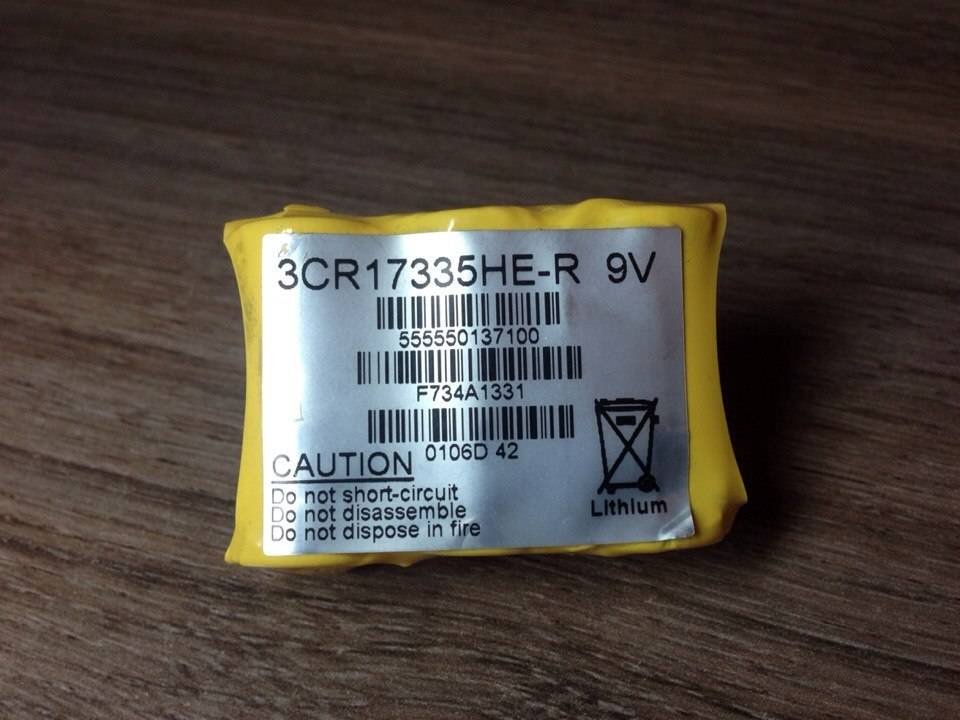 3CR17335HE-R 9V
555550137100
F734A1331
0106D 42
CAUTION
Do not short-circuit
Do not disassemble
Do not dispose in fire
Lithium